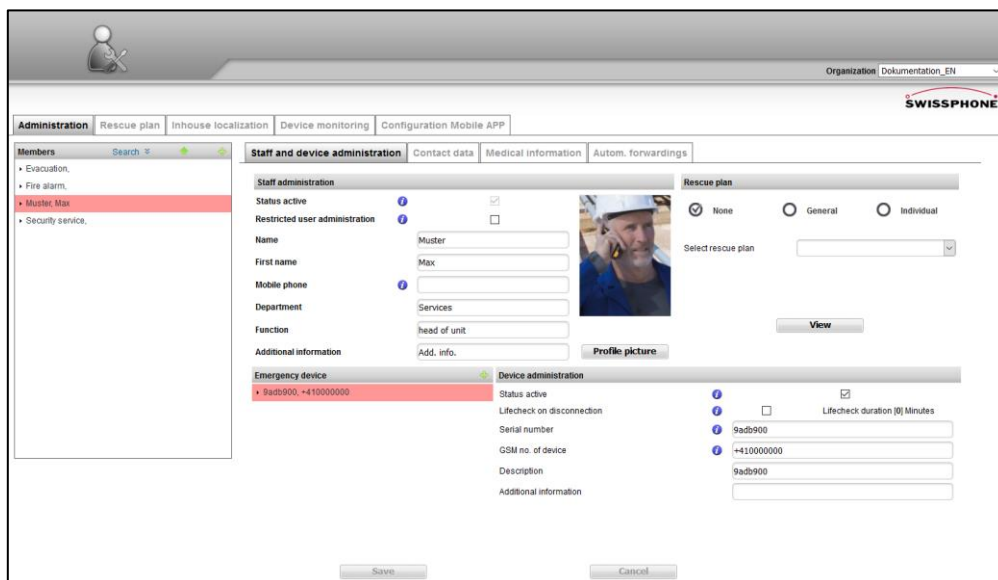 Organization Dokumentation_EN
SWISSPHONE
Administration Rescue plan Inhouse localization Device monitoring Configuration Mobile APP
Members Search
Evacuation,
Fire alarm,
Muster, Max
Security service,
Staff and device administration Contact data Medical information Autom. forwardings
Staff administration
Status active
Restricted user administration
Name Muster
First name Max
Mobile phone
Department Services
Function head of unit
Additional information Add. info.
Profile picture
Rescue plan
None General Individual
Select rescue plan
View
Emergency device
9adb900, +410000000
Device administration
Status active
Lifecheck on disconnection Lifecheck duration [0] Minutes
Serial number 9adb900
GSM no. of device +410000000
Description 9adb900
Additional information
Save Cancel